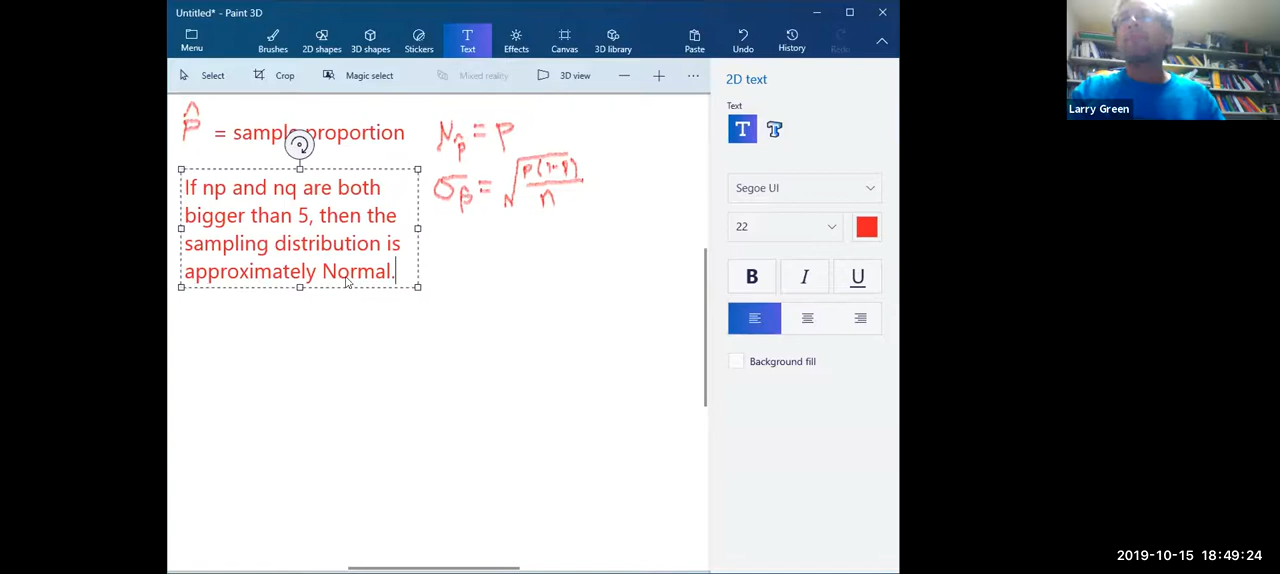 Untitled* - Paint 3D
Menu
Brushes
2D shapes
3D shapes
Stickers
Text
Effects
Canvas
3D library
Paste
Undo
History
Redo
Select
Crop
Magic select
Mixed reality
3D view
2D text
Text
T T
Segoe UI
22
B I U
Background fill
p̂ = sample proportion
If np and nq are both
bigger than 5, then the
sampling distribution is
approximately Normal.
μp̂ = p
σp̂ = √p(1-p)/n
Larry Green
2019-10-15 18:49:24